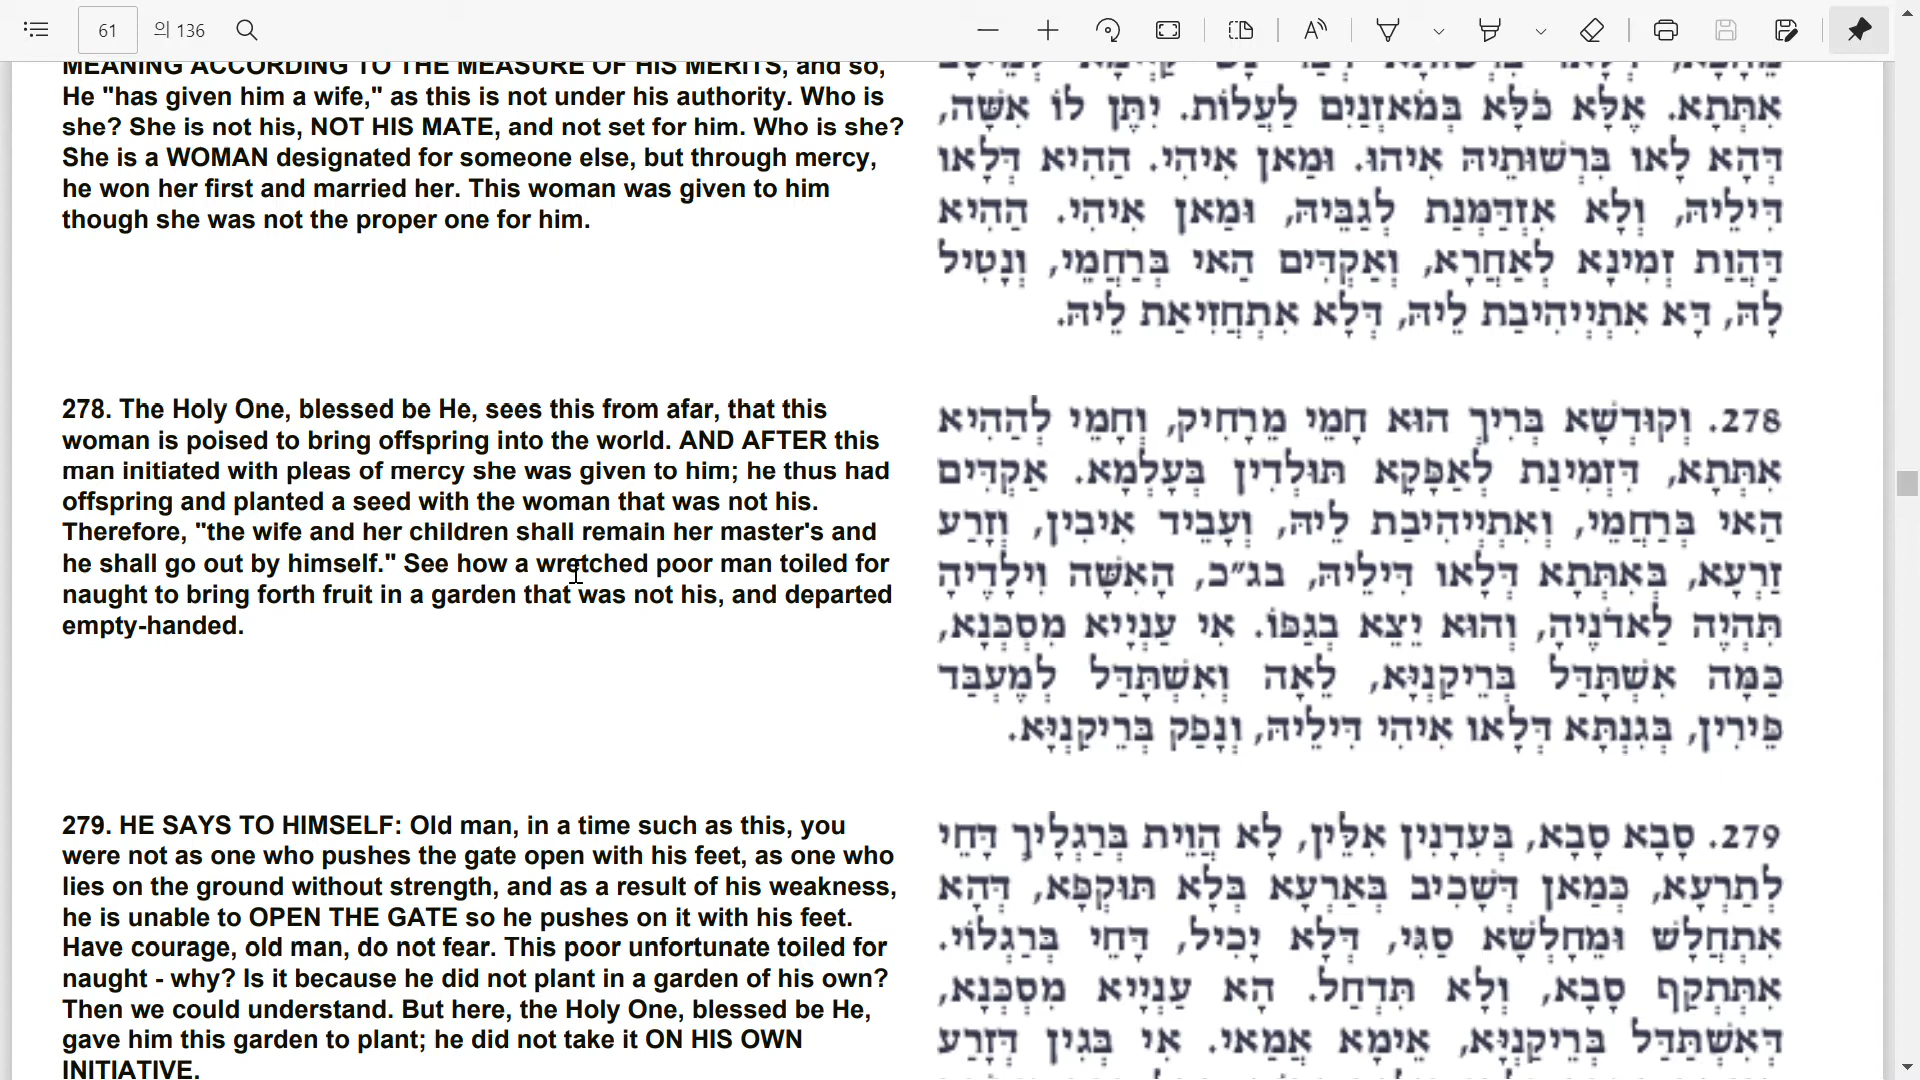 61
의 136
MEANING ACCORDING TO THE MEASURE OF HIS MERITS, and so,
He "has given him a wife," as this is not under his authority. Who is
she? She is not his, NOT HIS MATE, and not set for him. Who is she?
She is a WOMAN designated for someone else, but through mercy,
he won her first and married her. This woman was given to him
though she was not the proper one for him.
אִתְּתָא. אֶלָּא כֹּלָּא בְּמֹאזְנַיִם לַעֲלוֹת. יִתֶּן לוֹ אִשָּׁה,
דְּהָא לָאו בִּרְשׁוּתֵיהּ אִיהוּ. וּמַאן אִיהִי. הַהִיא דְּלָאו
דִּילֵיהּ, וְלָא אִזְדַּמְּנַת לְגַבֵּיהּ, וּמַאן אִיהִי. הַהִיא
דַּהֲוַת זְמִינָא לְאַחֲרָא, וְאַקְדִּים הַאי בְּרַחֲמֵי, וְנָטִיל
לָהּ, דָּא אִתְיְיהִיבַת לֵיהּ, דְּלָא אִתְחֲזִיאַת לֵיהּ.
278. The Holy One, blessed be He, sees this from afar, that this
woman is poised to bring offspring into the world. AND AFTER this
man initiated with pleas of mercy she was given to him; he thus had
offspring and planted a seed with the woman that was not his.
Therefore, "the wife and her children shall remain her master's and
he shall go out by himself." See how a wretched poor man toiled for
naught to bring forth fruit in a garden that was not his, and departed
empty-handed.
278. וְקוּדְשָׁא בְּרִיךְ הוּא חָמֵי מֵרָחִיק, וְחָמֵי לְהַהִיא
אִתְּתָא, דִּזְמִינַת לְאַפָּקָא תּוּלְדִין בְּעָלְמָא. אַקְדִּים
הַאי בְּרַחֲמֵי, וְאִתְיְיהִיבַת לֵיהּ, וְעָבֵיד אִיבִין, וְזָרַע
זַרְעָא, בְּאִתְּתָא דְּלָאו דִּילֵיהּ, בג״כ, הָאִשָּׁה וִילָדֶיהָ
תִּהְיֶה לַאדֹנֶיהָ, וְהוּא יֵצֵא בְגַפּוֹ. אִי עַנְיָיא מִסְכְּנָא,
כַּמָּה אִשְׁתָּדַּל בְּרֵיקַנְיָּא, לֵאָה וְאִשְׁתָּדַּל לְמֶעְבַּד
פֵּירִין, בְּגִנְתָּא דְּלָאו אִיהִי דִּילֵיהּ, וְנָפַק בְּרֵיקַנְיָּא.
279. HE SAYS TO HIMSELF: Old man, in a time such as this, you
were not as one who pushes the gate open with his feet, as one who
lies on the ground without strength, and as a result of his weakness,
he is unable to OPEN THE GATE so he pushes on it with his feet.
Have courage, old man, do not fear. This poor unfortunate toiled for
naught - why? Is it because he did not plant in a garden of his own?
Then we could understand. But here, the Holy One, blessed be He,
gave him this garden to plant; he did not take it ON HIS OWN
INITIATIVE.
279. סָבָא סָבָא, בְּעִדָנִין אִלֵּין, לָא הֲוֵית בְּרַגְלָיךְ דָּחֵי
לְתַרְעָא, כְּמַאן דְּשָׁכִיב בְּאַרְעָא בְּלָא תּוּקְפָּא, דְּהָא
אִתְחֲלָשׁ וּמֵחָלְשָׁא סַגִּי, דְּלָא יָכִיל, דָּחֵי בְּרַגְלוֹי.
אִתְּתְקַף סָבָא, וְלָא תִּדְחַל. הָא עַנְיָיא מִסְכְּנָא,
דְּאִשְׁתַּדַּל בְּרֵיקַנְיָּא, אֵימָא אֲמַאי. אִי בְּגִין דְּזָרַע